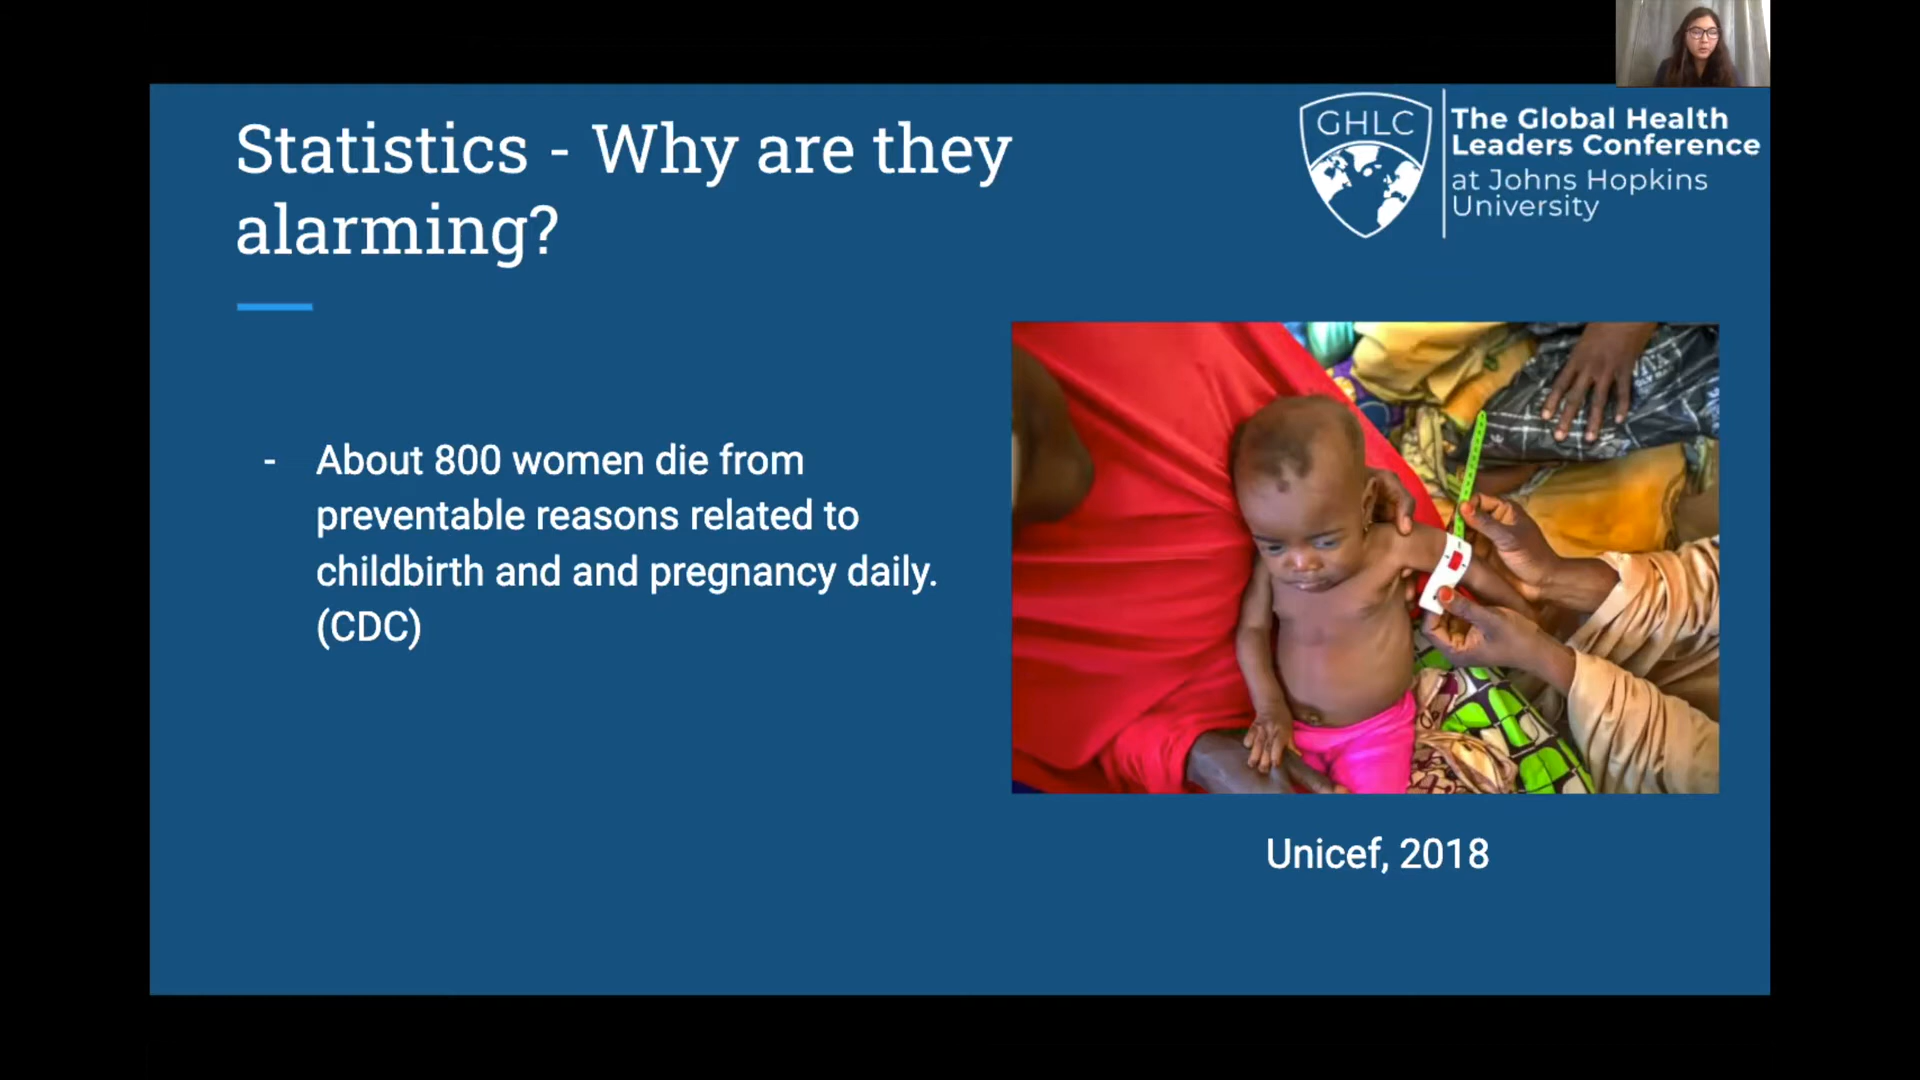 Statistics - Why are they
alarming?
GHLC
The Global Health
Leaders Conference
at Johns Hopkins
University
- About 800 women die from
preventable reasons related to
childbirth and and pregnancy daily.
(CDC)
Unicef, 2018